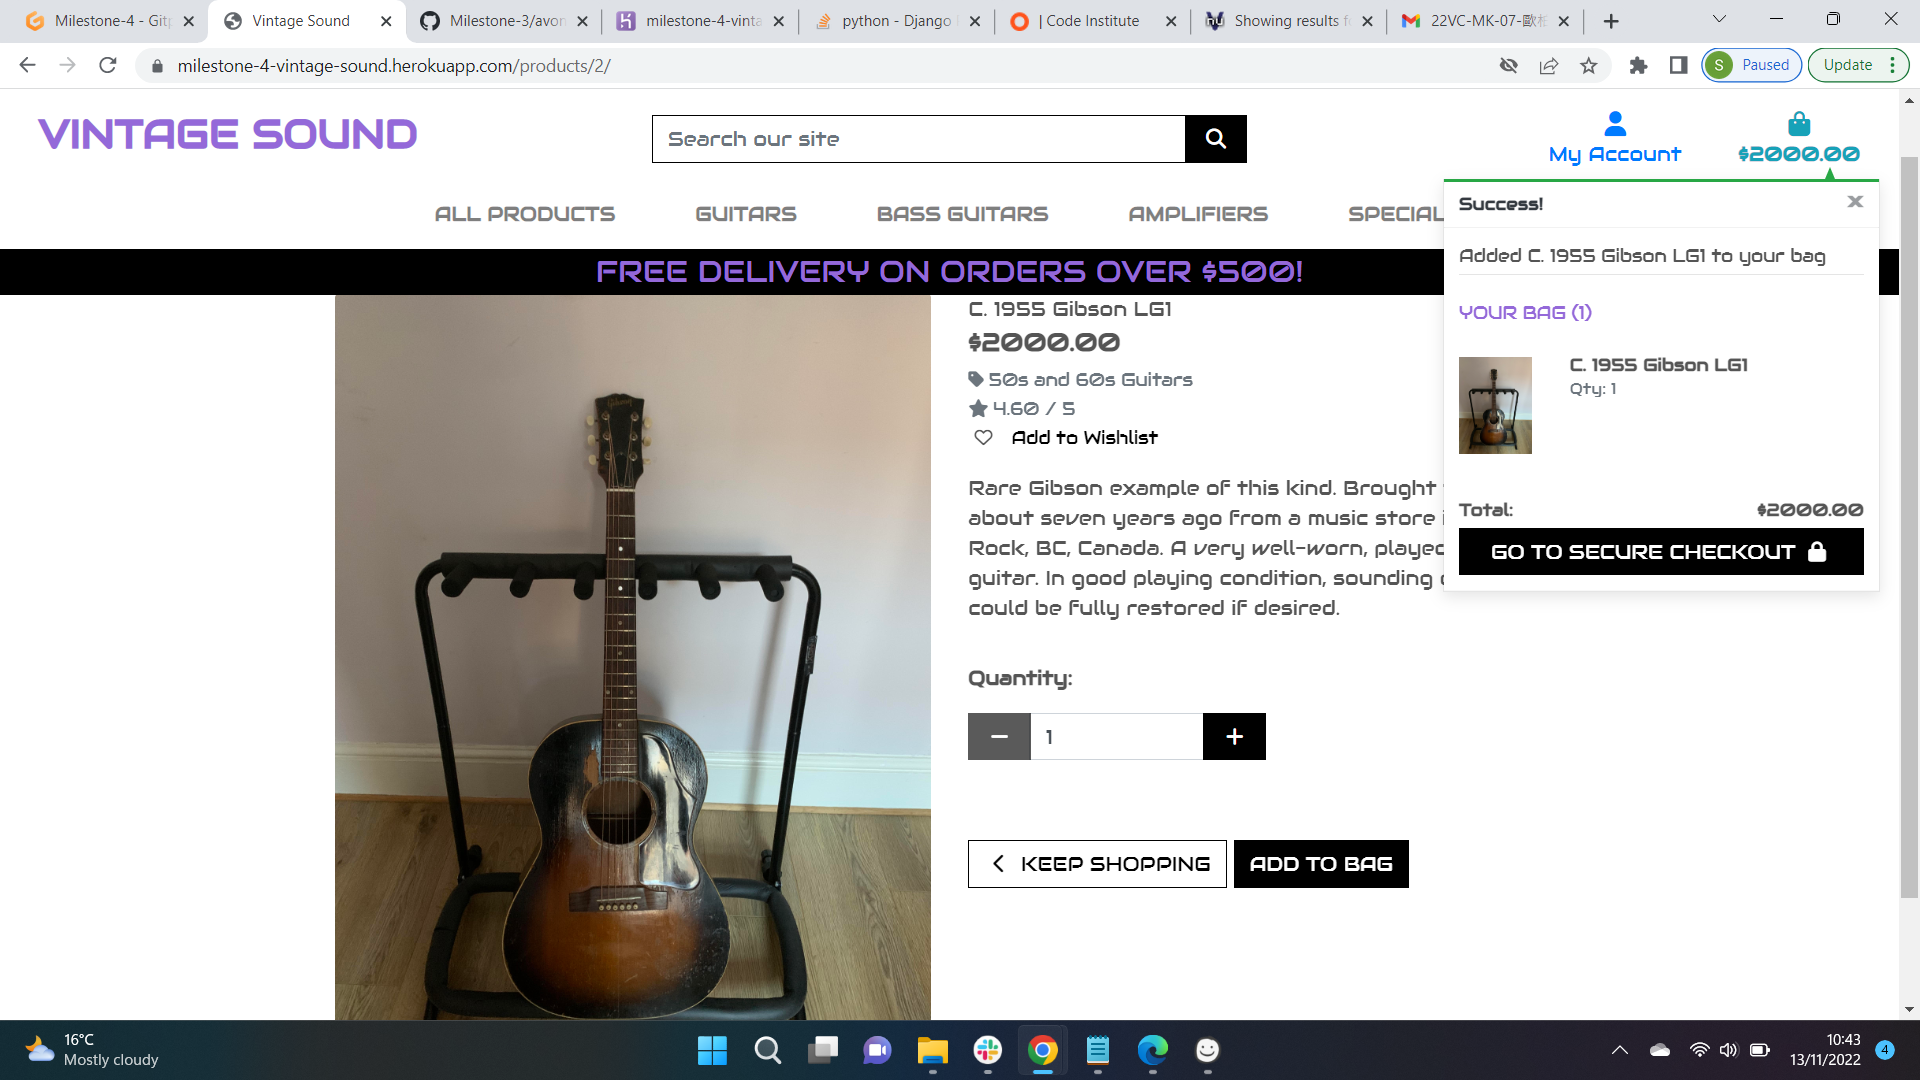 Milestone-4 - Gitp
Vintage Sound
Milestone-3/avon
milestone-4-vinta
python - Django
| Code Institute
Showing results f
22VC-MK-07-歐
milestone-4-vintage-sound.herokuapp.com/products/2/
S Paused
Update
VINTAGE SOUND
Search our site
My Account
$2000.00
ALL PRODUCTS
GUITARS
BASS GUITARS
AMPLIFIERS
SPECIAL
FREE DELIVERY ON ORDERS OVER $500!
Success!
Added C. 1955 Gibson LG1 to your bag
YOUR BAG (1)
C. 1955 Gibson LG1
Qty: 1
Total: $2000.00
GO TO SECURE CHECKOUT
Gibson
C. 1955 Gibson LG1
$2000.00
50s and 60s Guitars
4.60 / 5
Add to Wishlist
Rare Gibson example of this kind. Brought
about seven years ago from a music store
Rock, BC, Canada. A very well-worn, played
guitar. In good playing condition, sounding
could be fully restored if desired.
Quantity:
1
KEEP SHOPPING
ADD TO BAG
16°C
Mostly cloudy
10:43
13/11/2022
4